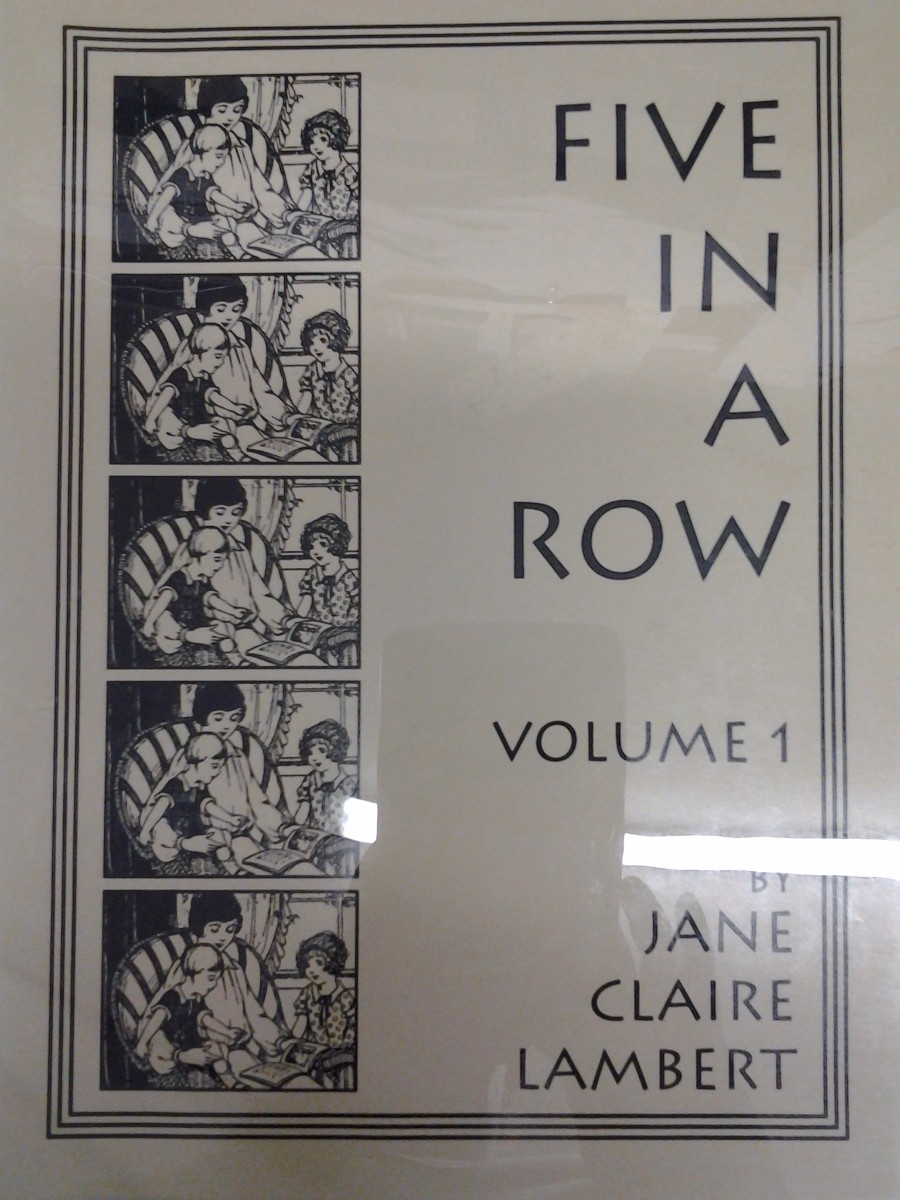 FIVE
IN
A
ROW
VOLUME 1
BY
JANE
CLAIRE
LAMBERT